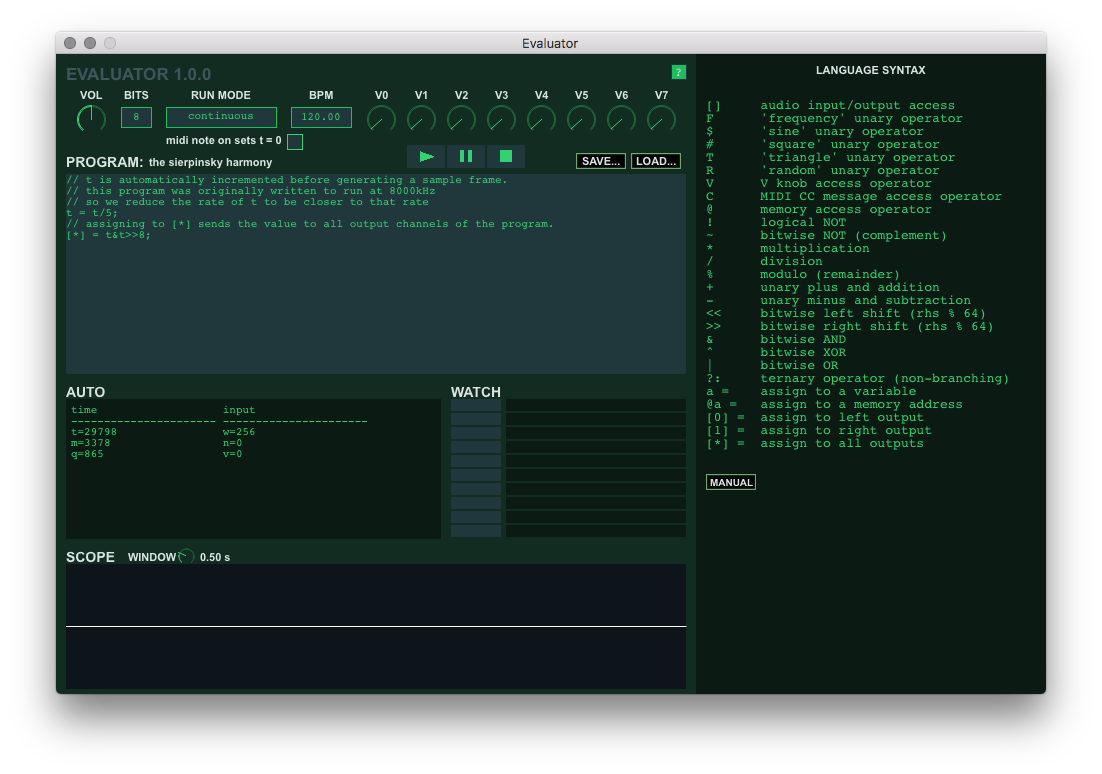 Evaluator
EVALUATOR 1.0.0
?
VOL BITS RUN MODE BPM V0 V1 V2 V3 V4 V5 V6 V7
8 continuous 120.00
midi note on sets t = 0
PROGRAM: the sierpinsky harmony
SAVE... LOAD...
// t is automatically incremented before generating a sample frame.
// this program was originally written to run at 8000kHz
// so we reduce the rate of t to be closer to that rate
t = t/5;
// assigning to [*] sends the value to all output channels of the program.
[*] = t&t>>8;
AUTO
time input
---------------------- ----------------------
t=29798 w=256
m=3378 n=0
q=865 v=0
WATCH
SCOPE WINDOW 0.50 s
LANGUAGE SYNTAX
[] audio input/output access
F 'frequency' unary operator
$ 'sine' unary operator
# 'square' unary operator
T 'triangle' unary operator
R 'random' unary operator
V V knob access operator
C MIDI CC message access operator
@ memory access operator
! logical NOT
~ bitwise NOT (complement)
* multiplication
/ division
% modulo (remainder)
+ unary plus and addition
- unary minus and subtraction
<< bitwise left shift (rhs % 64)
>> bitwise right shift (rhs % 64)
& bitwise AND
^ bitwise XOR
| bitwise OR
?: ternary operator (non-branching)
a = assign to a variable
@a = assign to a memory address
[0] = assign to left output
[1] = assign to right output
[*] = assign to all outputs
MANUAL